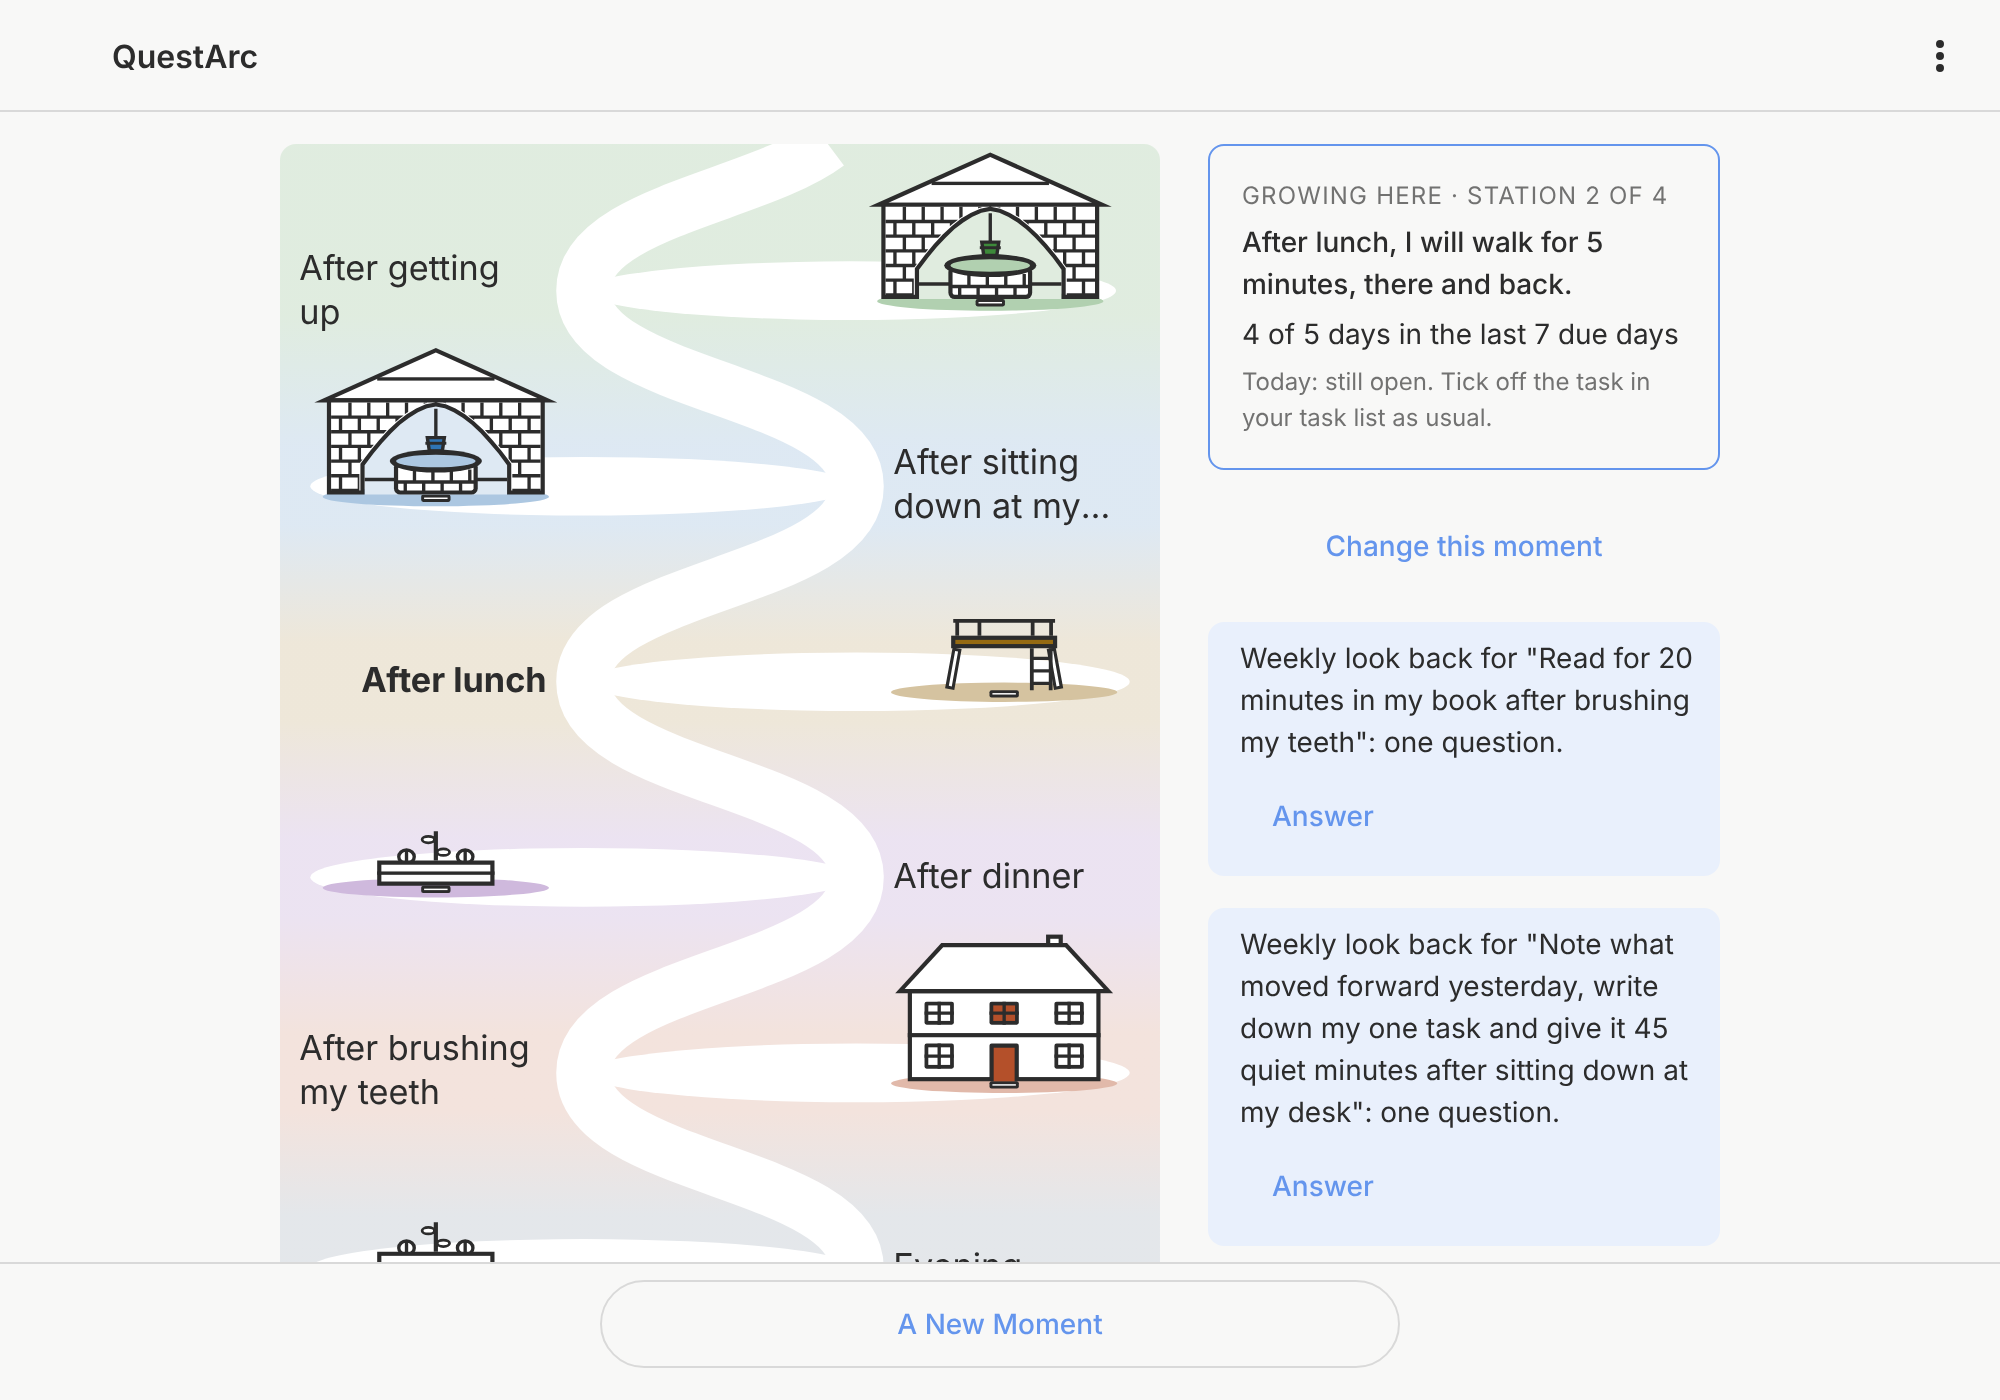 QuestArc
After getting
up
After sitting
down at my...
After lunch
After dinner
After brushing
my teeth
Evening
GROWING HERE · STATION 2 OF 4
After lunch, I will walk for 5
minutes, there and back.
4 of 5 days in the last 7 due days
Today: still open. Tick off the task in
your task list as usual.
Change this moment
Weekly look back for "Read for 20
minutes in my book after brushing
my teeth": one question.
Answer
Weekly look back for "Note what
moved forward yesterday, write
down my one task and give it 45
quiet minutes after sitting down at
my desk": one question.
Answer
A New Moment